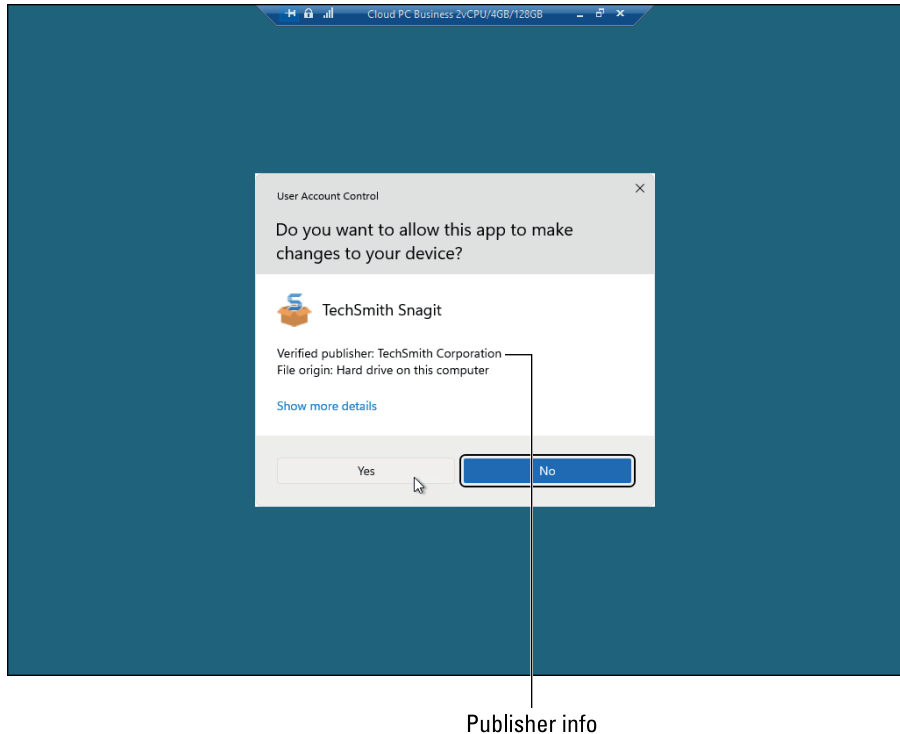 Cloud PC Business 2vCPU/4GB/128GB
User Account Control
Do you want to allow this app to make
changes to your device?
TechSmith Snagit
Verified publisher: TechSmith Corporation
File origin: Hard drive on this computer
Show more details
Yes
No
Publisher info